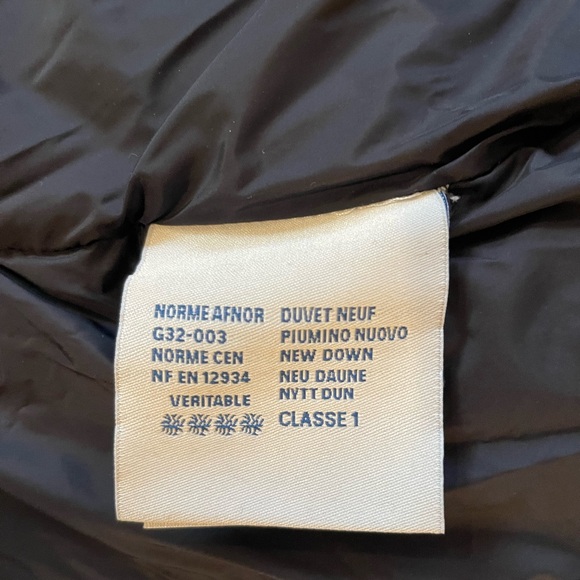 NORME AFNOR
G32-003
NORME CEN
NF EN 12934
VERITABLE
DUVET NEUF
PIUMINO NUOVO
NEW DOWN
NEU DAUNE
NYTT DUN
CLASSE 1